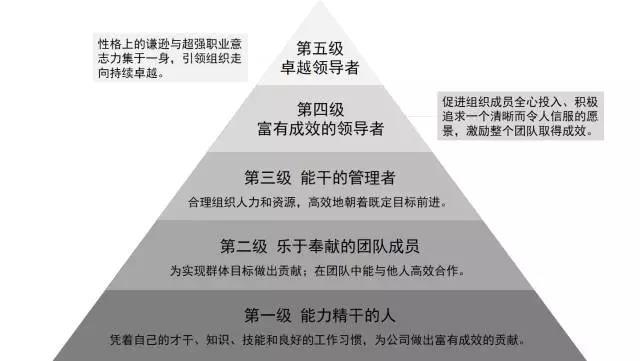 第五级
卓越领导者
性格上的谦逊与超强职业意
志力集于一身，引领组织走
向持续卓越。
第四级
富有成效的领导者
促进组织成员全心投入、积极
追求一个清晰而令人信服的愿
景，激励整个团队取得成效。
第三级 能干的管理者
合理组织人力和资源，高效地朝着既定目标前进。
第二级 乐于奉献的团队成员
为实现群体目标做出贡献；在团队中能与他人高效合作。
第一级 能力精干的人
凭着自己的才干、知识、技能和良好的工作习惯，为公司做出富有成效的贡献。